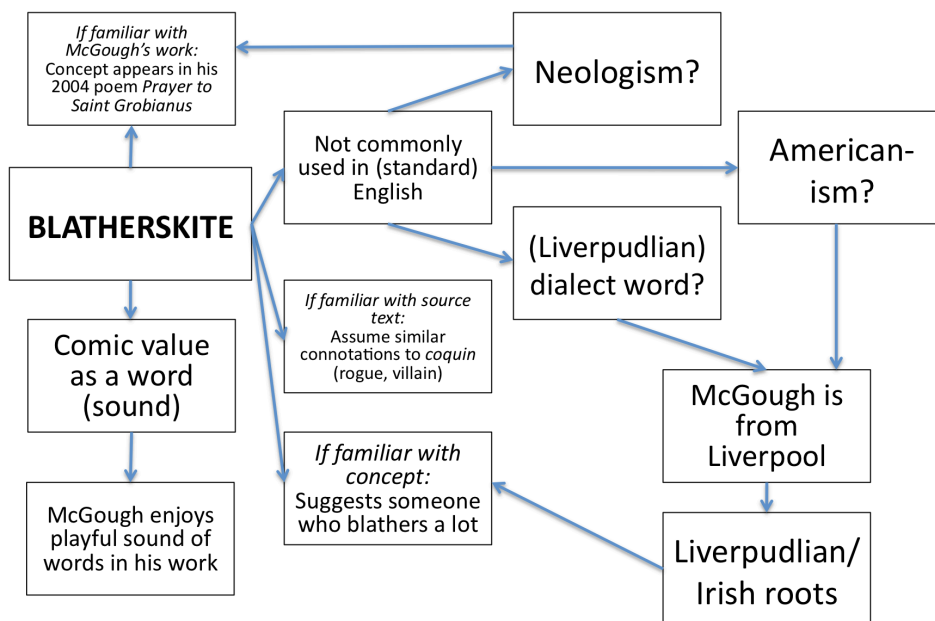 If familiar with
McGough's work:
Concept appears in his
2004 poem Prayer to
Saint Grobianus
Neologism?
Not commonly
used in (standard)
English
American-
ism?
BLATHERSKITE
(Liverpudlian)
dialect word?
If familiar with source
text:
Assume similar
connotations to coquin
(rogue, villain)
Comic value
as a word
(sound)
McGough is
from
Liverpool
If familiar with
concept:
Suggests someone
who blathers a lot
McGough enjoys
playful sound of
words in his work
Liverpudlian/
Irish roots